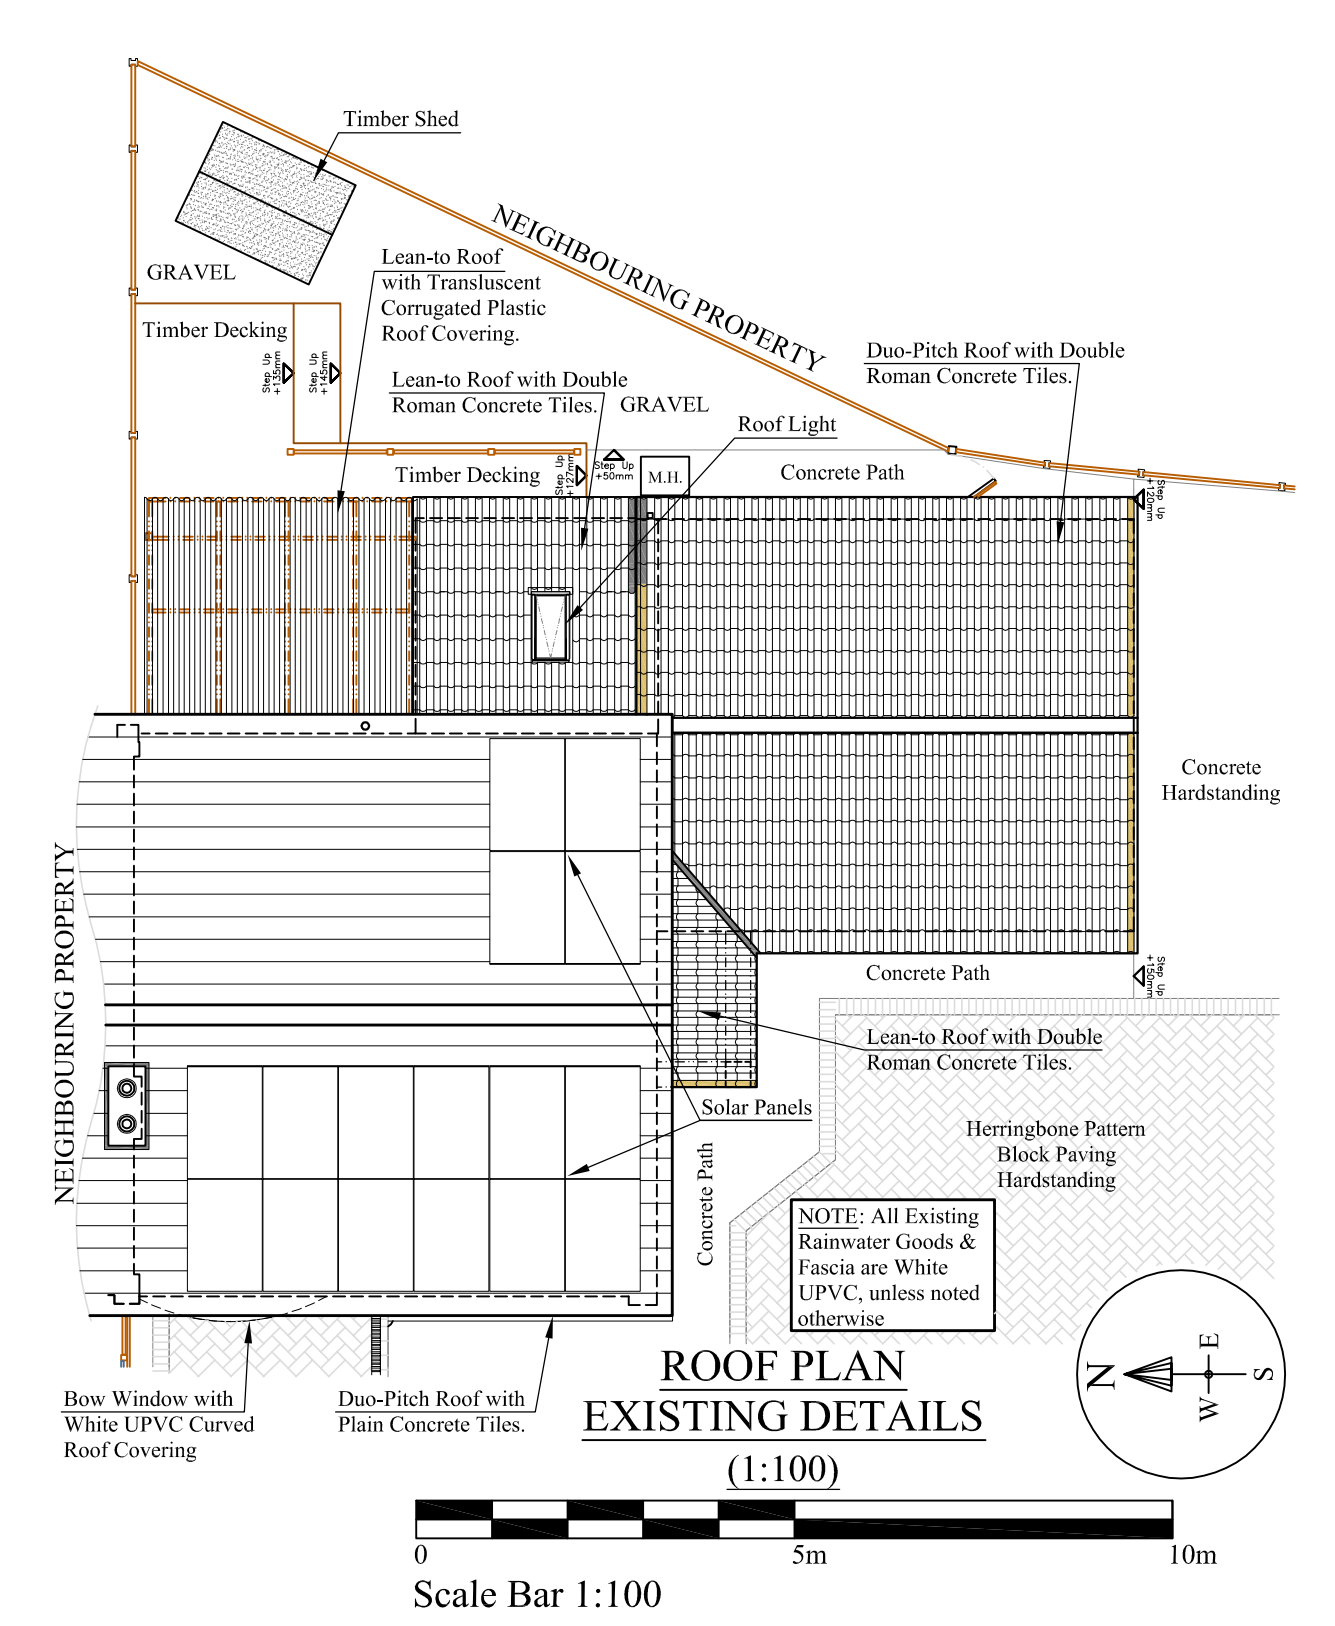 Timber Shed
NEIGHBOURING PROPERTY
GRAVEL
Lean-to Roof
with Transluscent
Corrugated Plastic
Roof Covering.
Timber Decking
Step Up
+135mm
Step Up
+145mm
Duo-Pitch Roof with Double
Roman Concrete Tiles.
Lean-to Roof with Double
Roman Concrete Tiles.
GRAVEL
Roof Light
Timber Decking
Step Up
+127mm
Step Up
+50mm
M.H.
Concrete Path
Step Up
+120mm
Concrete
Hardstanding
NEIGHBOURING PROPERTY
Concrete Path
Step Up
+150mm
Lean-to Roof with Double
Roman Concrete Tiles.
Solar Panels
Concrete Path
Herringbone Pattern
Block Paving
Hardstanding
NOTE: All Existing
Rainwater Goods &
Fascia are White
UPVC, unless noted
otherwise
Bow Window with
White UPVC Curved
Roof Covering
Duo-Pitch Roof with
Plain Concrete Tiles.
ROOF PLAN
EXISTING DETAILS
(1:100)
N
E
S
W
0
5m
10m
Scale Bar 1:100